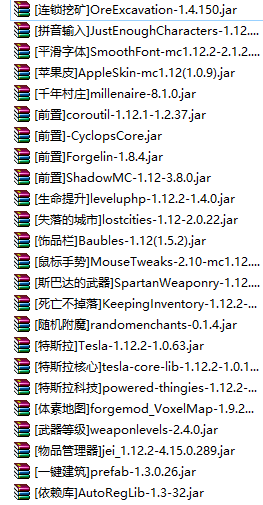 [连锁挖矿]OreExcavation-1.4.150.jar
[拼音输入]JustEnoughCharacters-1.12....
[平滑字体]SmoothFont-mc1.12.2-2.1.2...
[苹果皮]AppleSkin-mc1.12(1.0.9).jar
[千年村庄]millenaire-8.1.0.jar
[前置]coroutil-1.12.1-1.2.37.jar
[前置]-CyclopsCore.jar
[前置]Forgelin-1.8.4.jar
[前置]ShadowMC-1.12-3.8.0.jar
[生命提升]leveluphp-1.12.2-1.4.0.jar
[失落的城市]lostcities-1.12-2.0.22.jar
[饰品栏]Baubles-1.12(1.5.2).jar
[鼠标手势]MouseTweaks-2.10-mc1.12...
[斯巴达的武器]SpartanWeaponry-1.12....
[死亡不掉落]KeepingInventory-1.12.2-...
[随机附魔]randomenchants-0.1.4.jar
[特斯拉]Tesla-1.12.2-1.0.63.jar
[特斯拉核心]tesla-core-lib-1.12.2-1.0.1...
[特斯拉科技]powered-thingies-1.12.2-...
[体素地图]forgemod_VoxelMap-1.9.2...
[武器等级]weaponlevels-2.4.0.jar
[物品管理器]jei_1.12.2-4.15.0.289.jar
[一键建筑]prefab-1.3.0.26.jar
[依赖库]AutoRegLib-1.3-32.jar